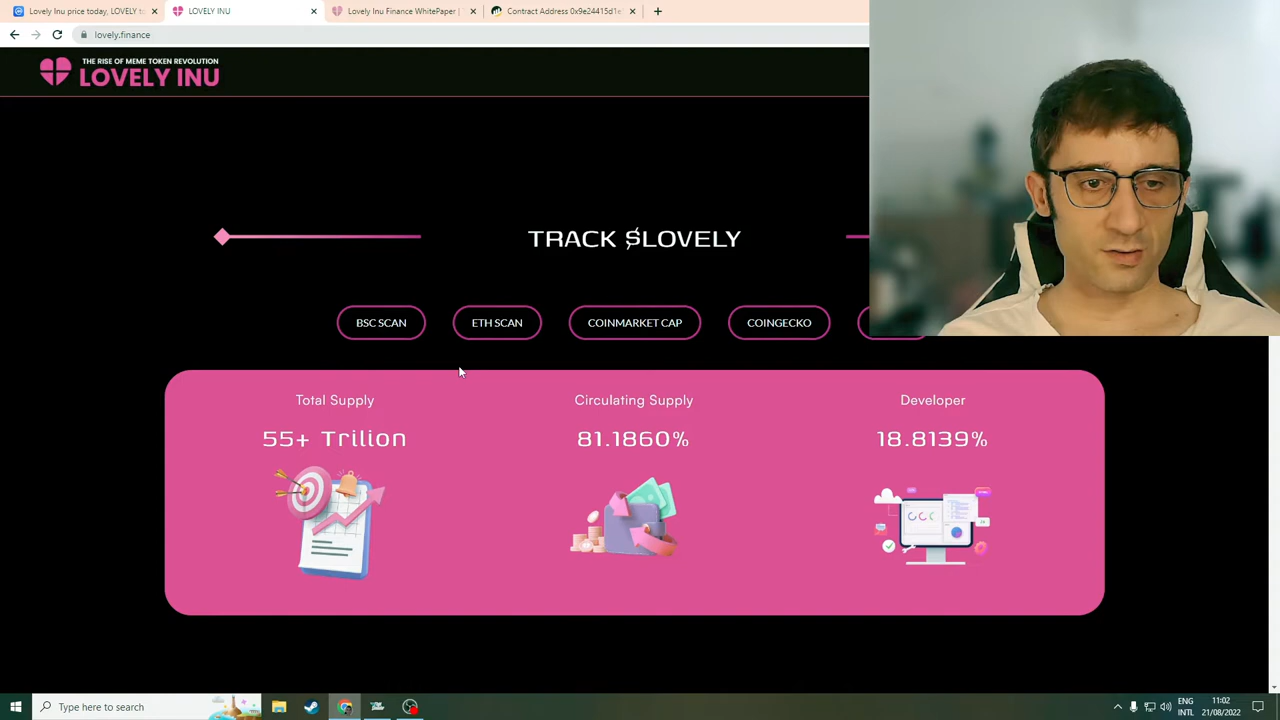 Lovely Inu price today, LOVELY to
LOVELY INU
Lovely Inu Finance WhitePaper |
Contract Address 0x9e24415d1e
lovely.finance
THE RISE OF MEME TOKEN REVOLUTION
LOVELY INU
TRACK $LOVELY
BSC SCAN
ETH SCAN
COINMARKET CAP
COINGECKO
Total Supply
55+ Trilion
Circulating Supply
81.1860%
Developer
18.8139%
Type here to search
ENG
INTL
11:02
21/08/2022